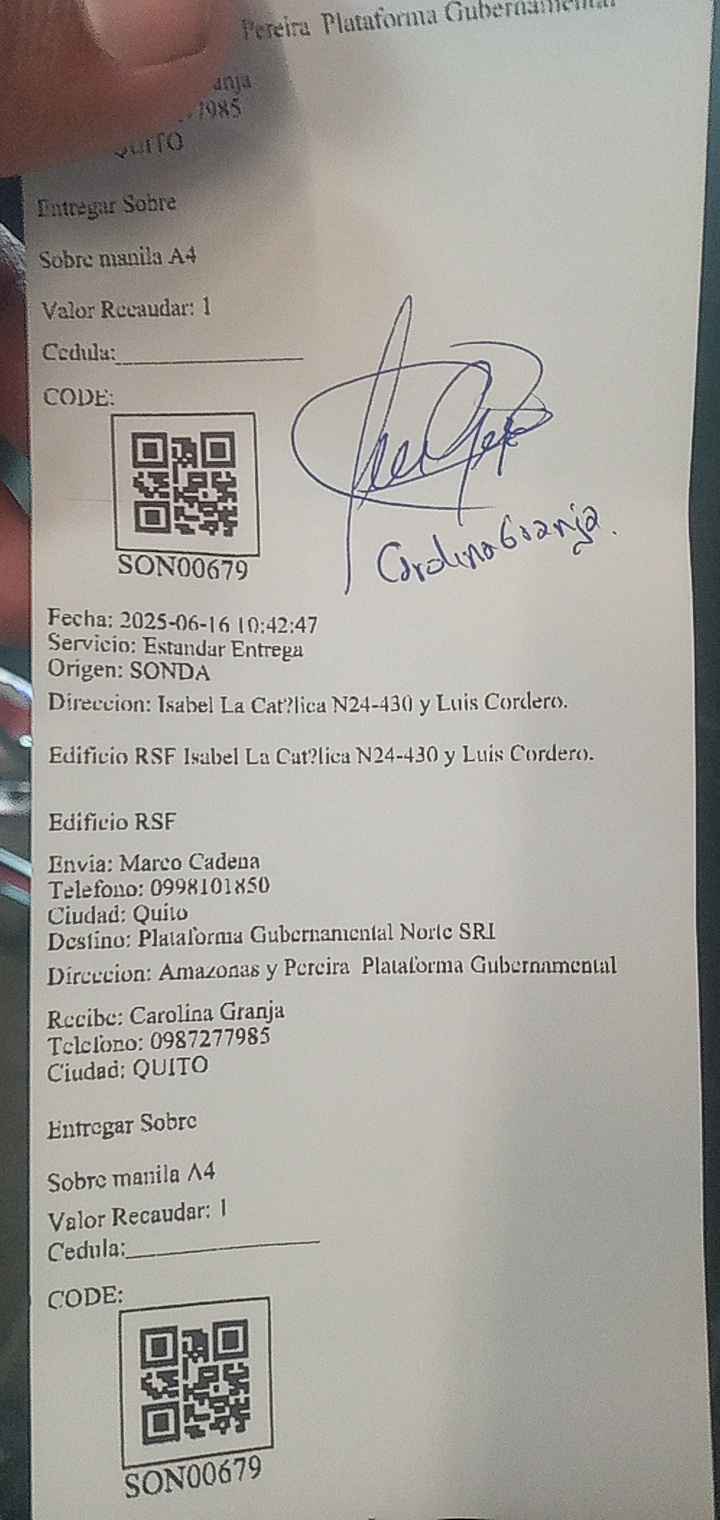 Pereira Plataforma Gubernamental
anja
985
QUITO
Entregar Sobre
Sobre manila A4
Valor Recaudar: 1
Cedula:
CODE:
SON00679
Carolina Granja.
Fecha: 2025-06-16 10:42:47
Servicio: Estandar Entrega
Origen: SONDA
Direccion: Isabel La Cat?lica N24-430 y Luis Cordero.
Edificio RSF Isabel La Cat?lica N24-430 y Luis Cordero.
Edificio RSF
Envia: Marco Cadena
Telefono: 0998101850
Ciudad: Quito
Destino: Plataforma Gubernamental Norte SRI
Direccion: Amazonas y Pereira Plataforma Gubernamental
Recibe: Carolina Granja
Telefono: 0987277985
Ciudad: QUITO
Entregar Sobre
Sobre manila A4
Valor Recaudar: 1
Cedula:
CODE:
SON00679